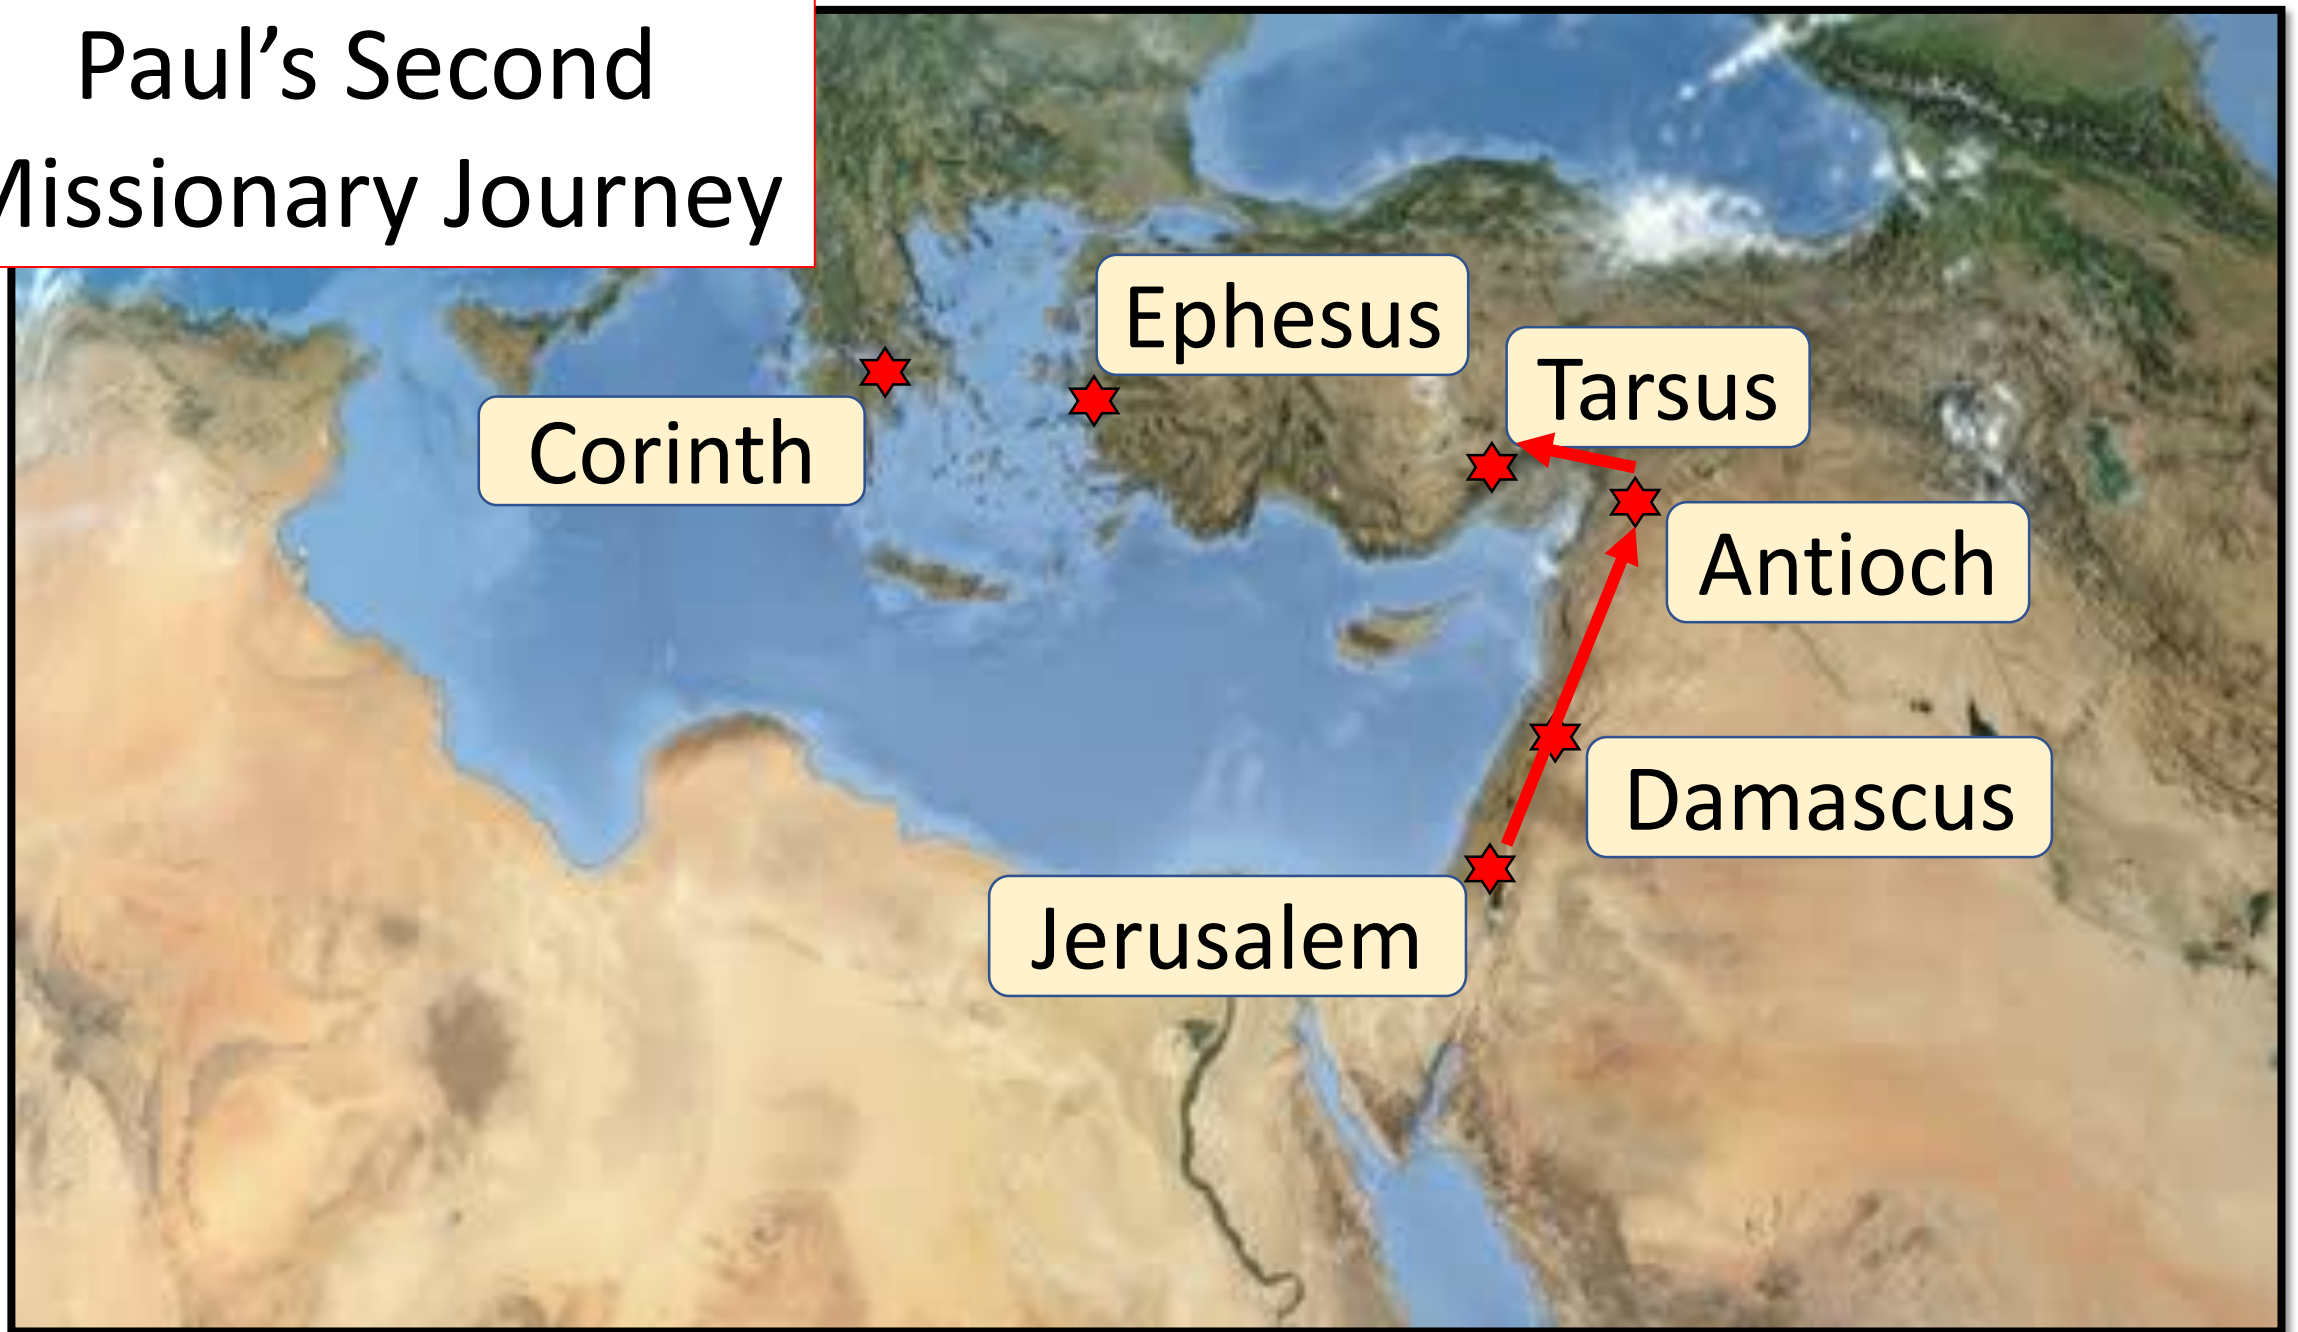 Paul’s Second
Missionary Journey
Ephesus
Tarsus
Corinth
Antioch
Damascus
Jerusalem